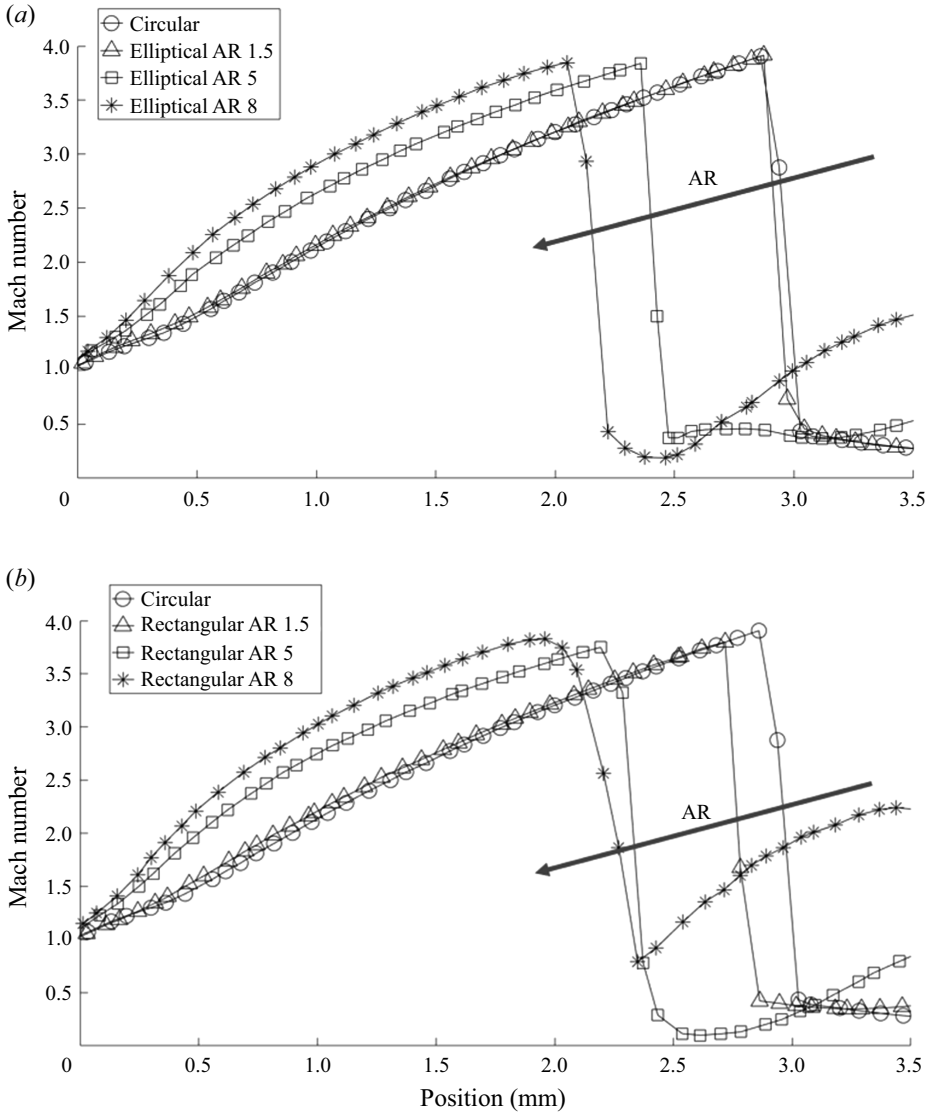 (a)
Circular
Elliptical AR 1.5
Elliptical AR 5
Elliptical AR 8
4.0
3.5
3.0
2.5
2.0
1.5
1.0
0.5
Mach number
AR
0 0.5 1.0 1.5 2.0 2.5 3.0 3.5
(b)
Circular
Rectangular AR 1.5
Rectangular AR 5
Rectangular AR 8
4.0
3.5
3.0
2.5
2.0
1.5
1.0
0.5
Mach number
AR
0 0.5 1.0 1.5 2.0 2.5 3.0 3.5
Position (mm)